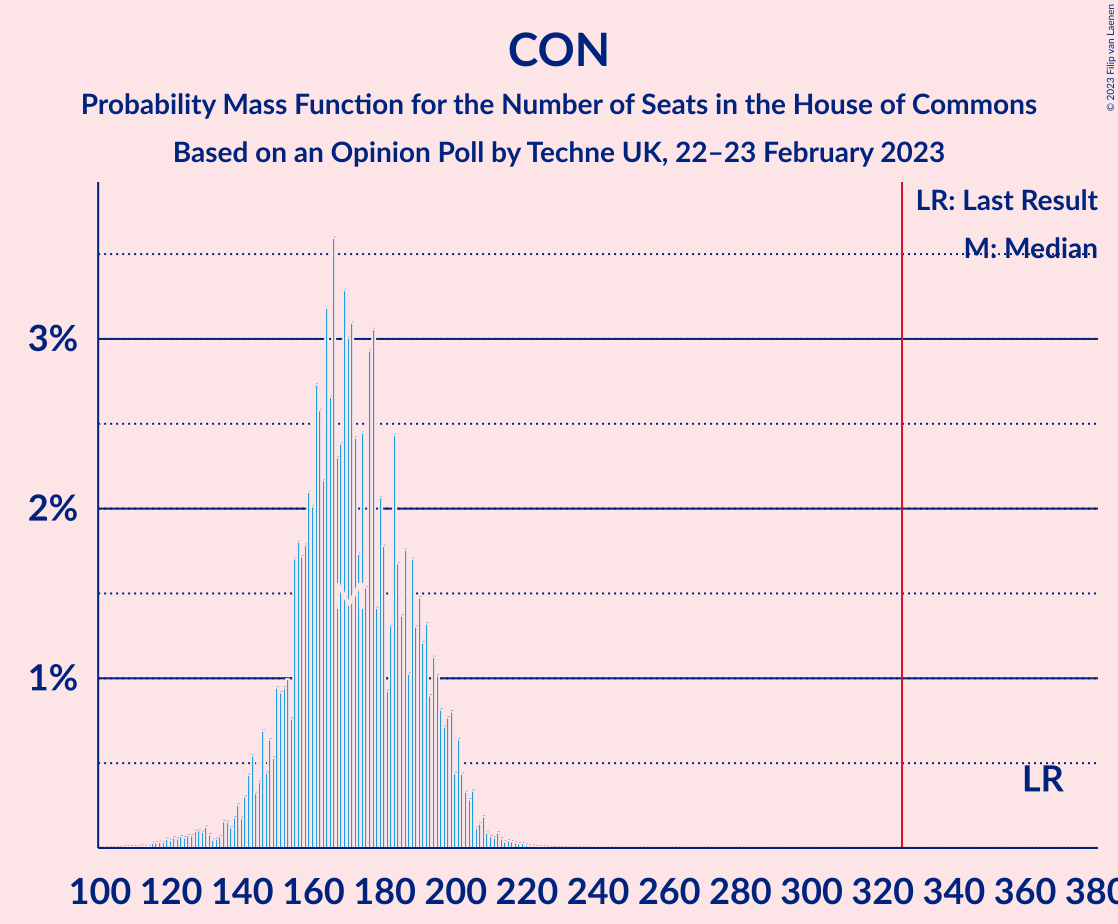 CON
Probability Mass Function for the Number of Seats in the House of Commons
Based on an Opinion Poll by Techne UK, 22–23 February 2023
© 2023 Filip van Laenen
LR: Last Result
M: Median
3%
2%
1%
LR
100 120 140 160 180 200 220 240 260 280 300 320 340 360 380